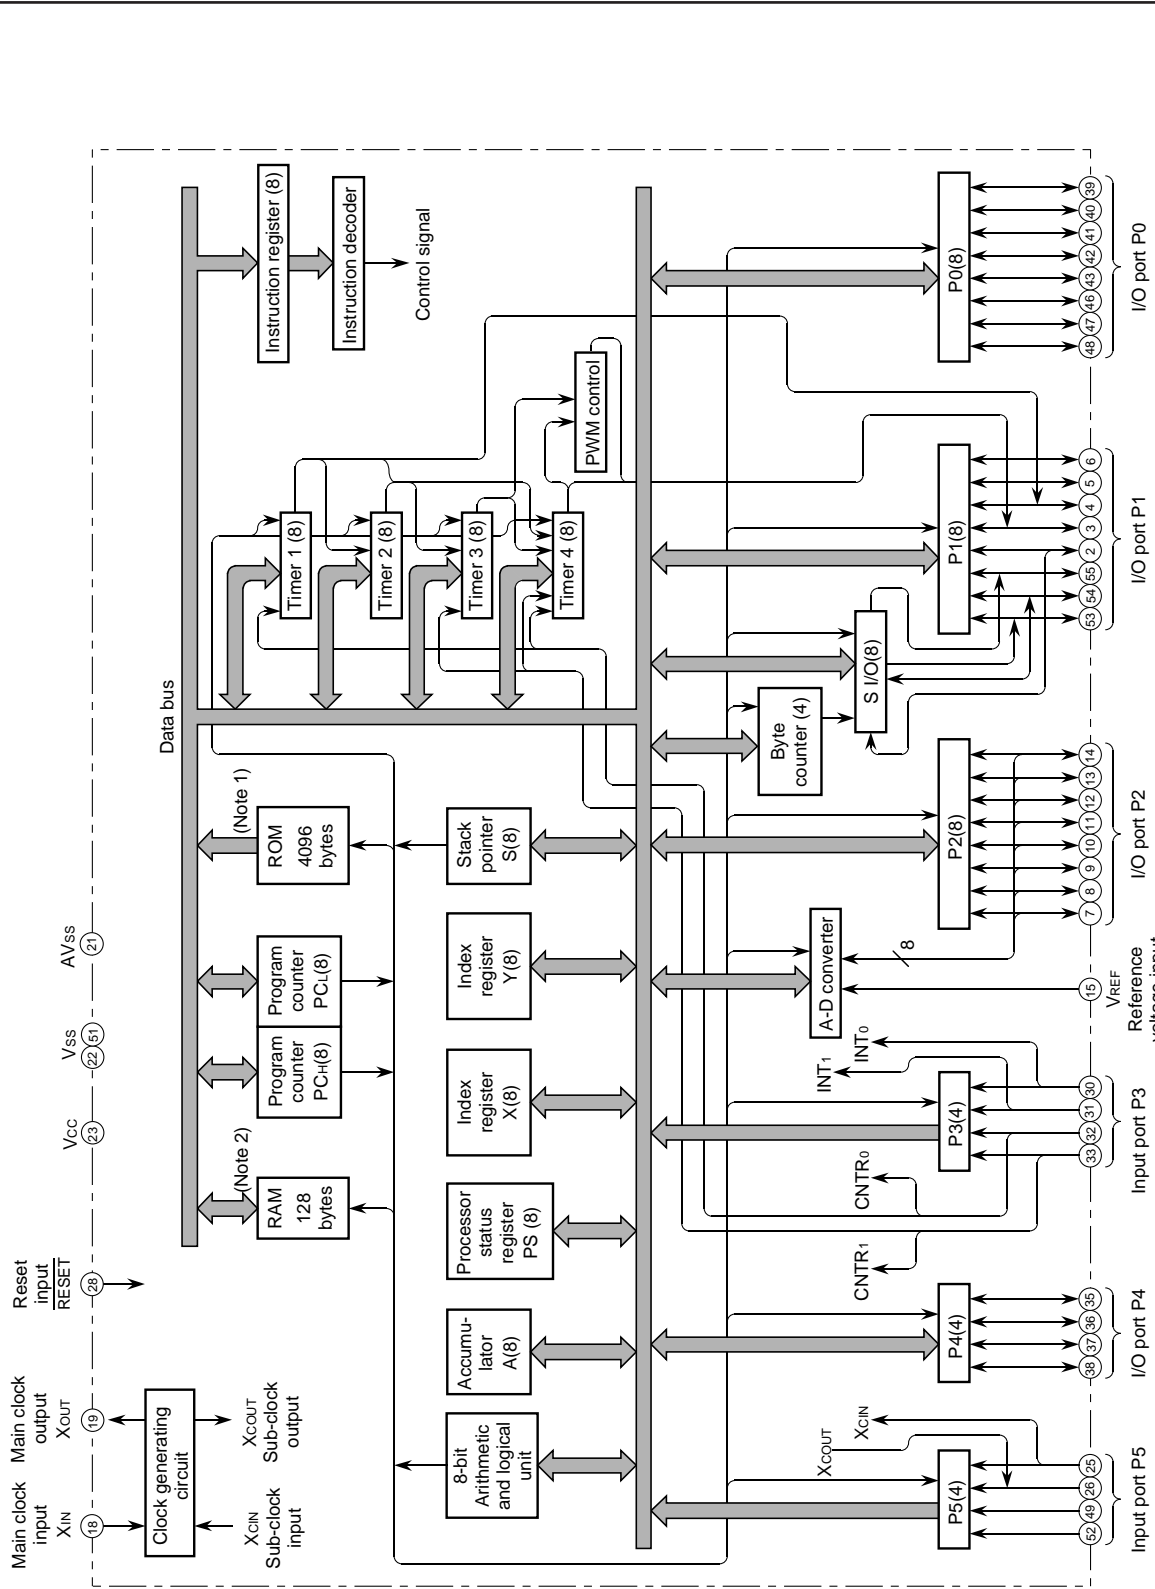 Main clock
input
XIN
Main clock
output
XOUT
Reset
input
RESET
VCC
VSS
AVSS
18
19
28
23
22
51
21
Clock generating
circuit
XCIN
Sub-clock
input
XCOUT
Sub-clock
output
Data bus
(Note 2)
(Note 1)
RAM
128
bytes
Program
counter
PCH(8)
Program
counter
PCL(8)
ROM
4096
bytes
Instruction register (8)
Instruction decoder
Control signal
Timer 1 (8)
Timer 2 (8)
Timer 3 (8)
Timer 4 (8)
PWM control
8-bit
Arithmetic
and logical
unit
Accumu-
lator
A(8)
Processor
status
register
PS (8)
Index
register
X(8)
Index
register
Y(8)
Stack
pointer
S(8)
Byte
counter (4)
S I/O(8)
A-D converter
8
XCOUT
XCIN
CNTR1
CNTR0
INT1
INT0
P5(4)
P4(4)
P3(4)
P2(8)
P1(8)
P0(8)
52
49
26
25
38
37
36
35
33
32
31
30
15
7
8
9
10
11
12
13
14
53
54
55
2
3
4
5
6
48
47
46
43
42
41
40
39
Input port P5
I/O port P4
Input port P3
VREF
Reference
voltage input
I/O port P2
I/O port P1
I/O port P0